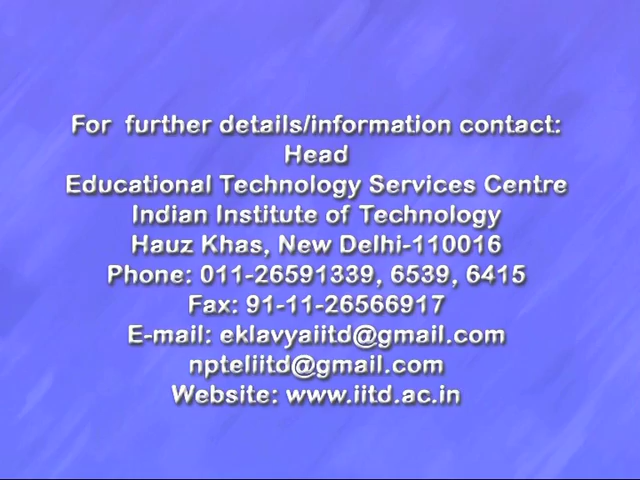 For further details/information contact:
Head
Educational Technology Services Centre
Indian Institute of Technology
Hauz Khas, New Delhi-110016
Phone: 011-26591339, 6539, 6415
Fax: 91-11-26566917
E-mail: eklavyaiitd@gmail.com
npteliitd@gmail.com
Website: www.iitd.ac.in